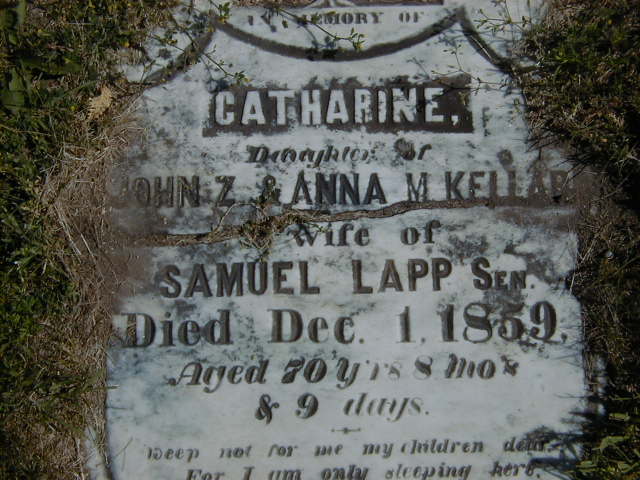 IN MEMORY OF
CATHARINE,
Daughter of
JOHN Z. & ANNA M KELLAR
Wife of
SAMUEL LAPP SEN.
Died Dec. 1, 1859.
Aged 70 y'rs 8 mo's
& 9 days.
Weep not for me my children dear.
For I am only sleeping here.